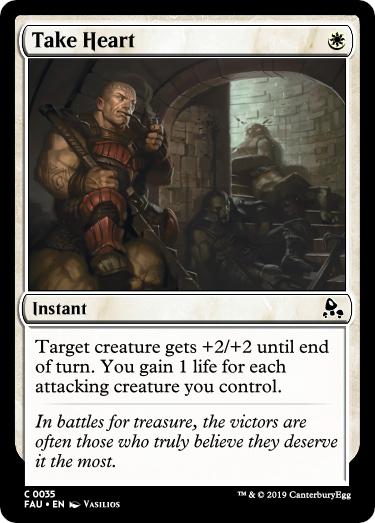 Take Heart
Instant
Target creature gets +2/+2 until end
of turn. You gain 1 life for each
attacking creature you control.
In battles for treasure, the victors are
often those who truly believe they deserve
it the most.
C 0035
FAU • EN Vasilios
™ & © 2019 CanterburyEgg